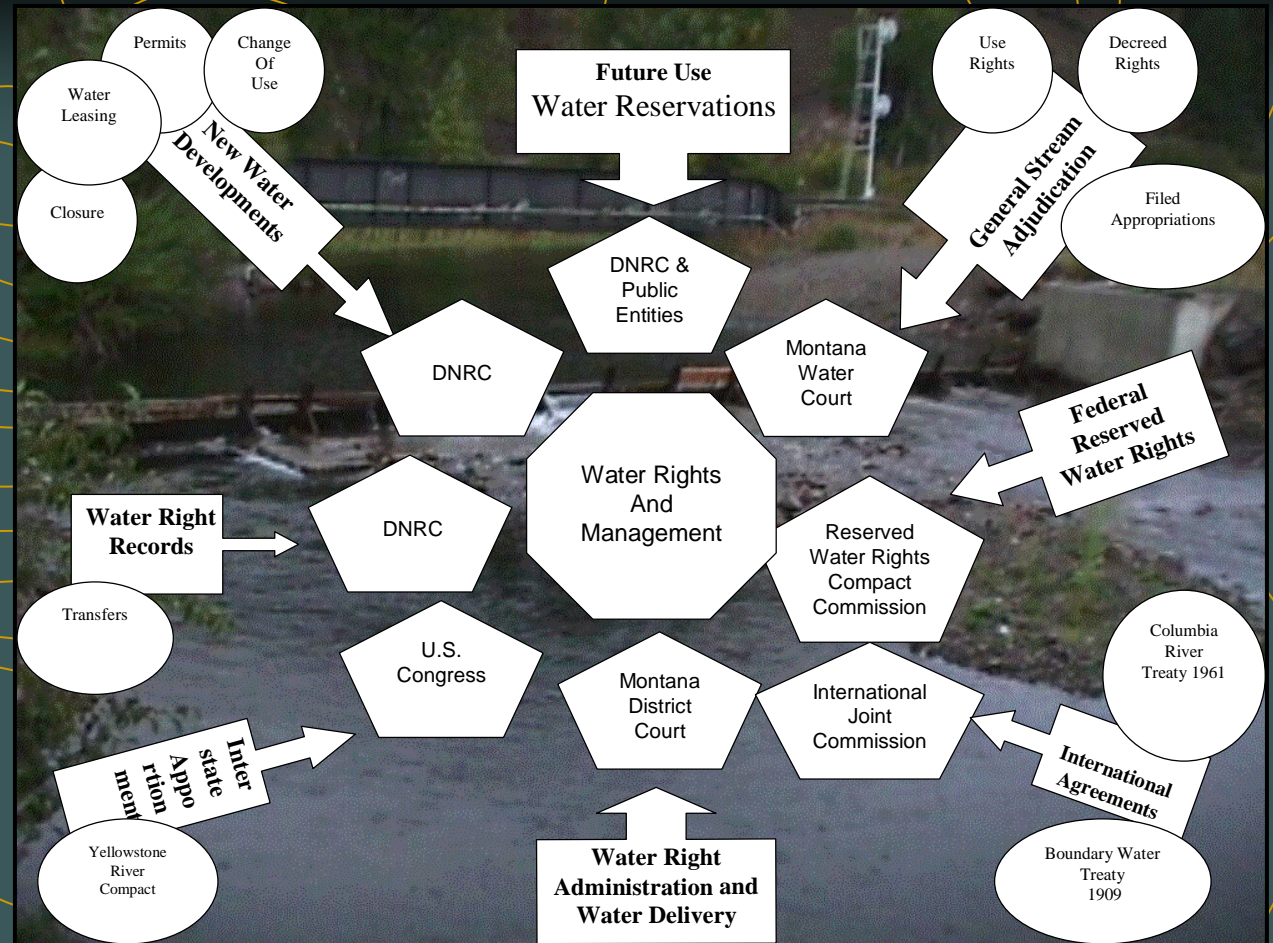 Permits
Change
Of
Use
Water
Leasing
Closure
New Water
Developments
Future Use
Water Reservations
Use
Rights
Decreed
Rights
Filed
Appropriations
General Stream
Adjudication
DNRC &
Public
Entities
DNRC
Montana
Water
Court
Federal
Reserved
Water Rights
Water Rights
And
Management
Water Right
Records
DNRC
Reserved
Water Rights
Compact
Commission
Transfers
U.S.
Congress
Montana
District
Court
International
Joint
Commission
Columbia
River
Treaty 1961
Inter
state
Appo
rtion
ment
International
Agreements
Yellowstone
River
Compact
Water Right
Administration and
Water Delivery
Boundary Water
Treaty
1909